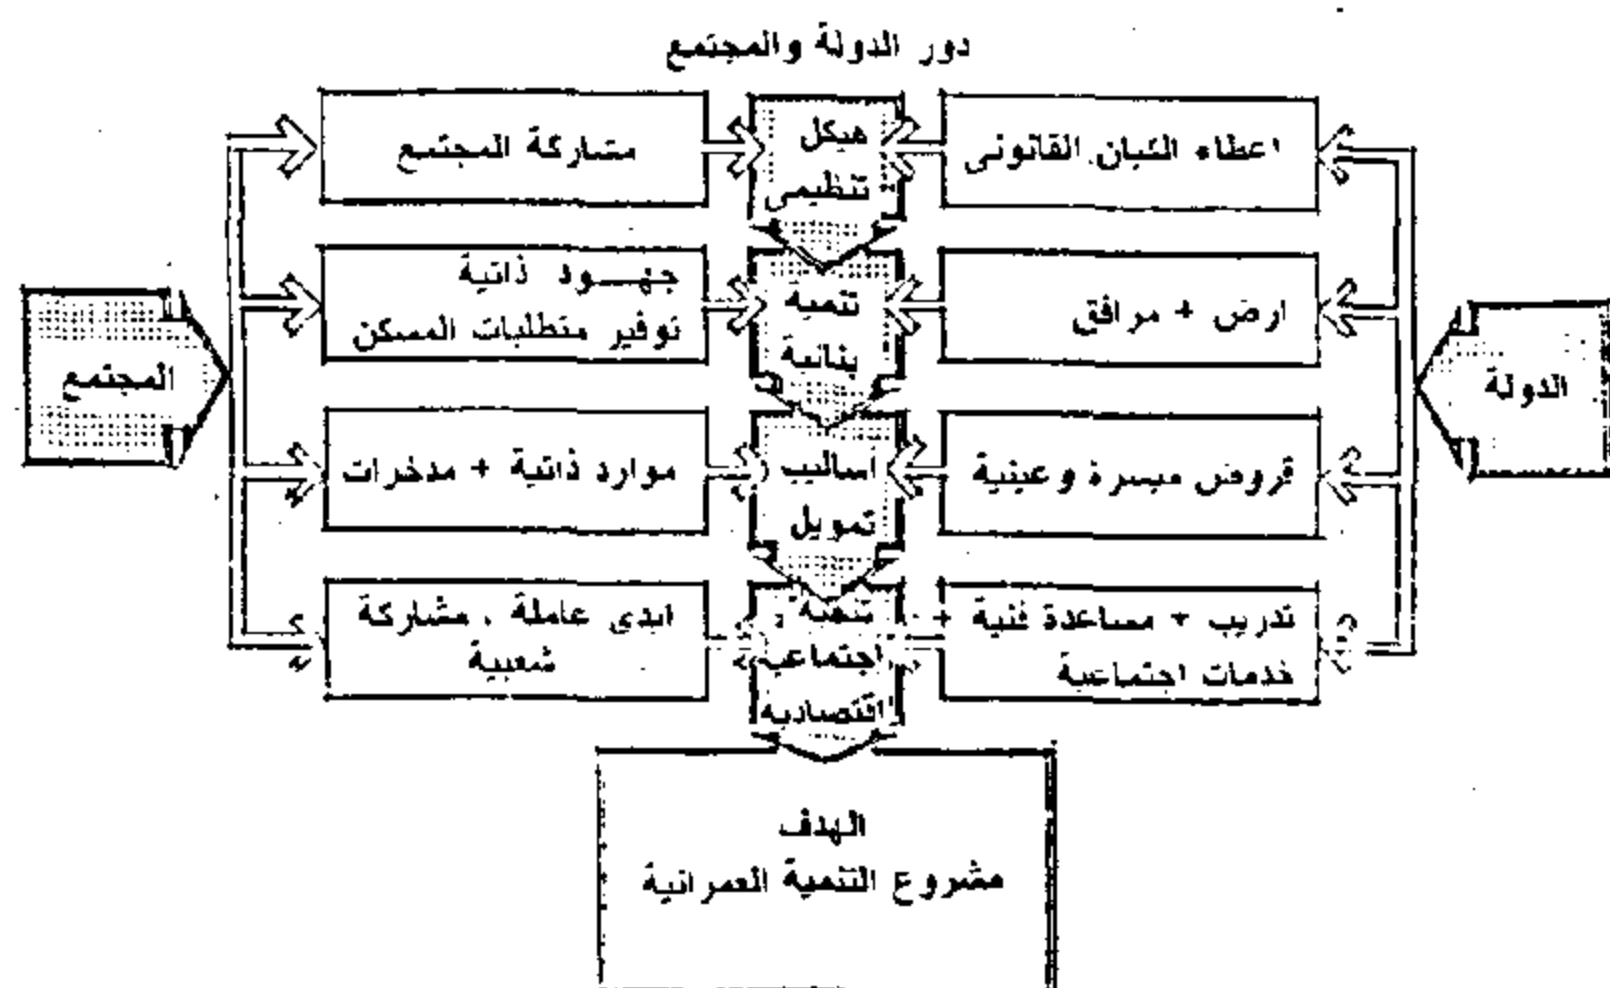 دور الدولة والمجتمع
اعطاء الكيان القانونى
هيكل
تنظيمى
مشاركة المجتمع
ارض + مرافق
تنمية
بنائية
جهـــود ذاتية
توفير متطلبات المسكن
الدولة
المجتمع
قروض ميسرة وعينية
اساليب
تمويل
موارد ذاتية + مدخرات
تدريب + مساعدة فنية +
خدمات اجتماعية
تنمية
اجتماعية
اقتصادية
ايدى عاملة ، مشاركة
شعبية
الهدف
مشروع التنمية العمرانية